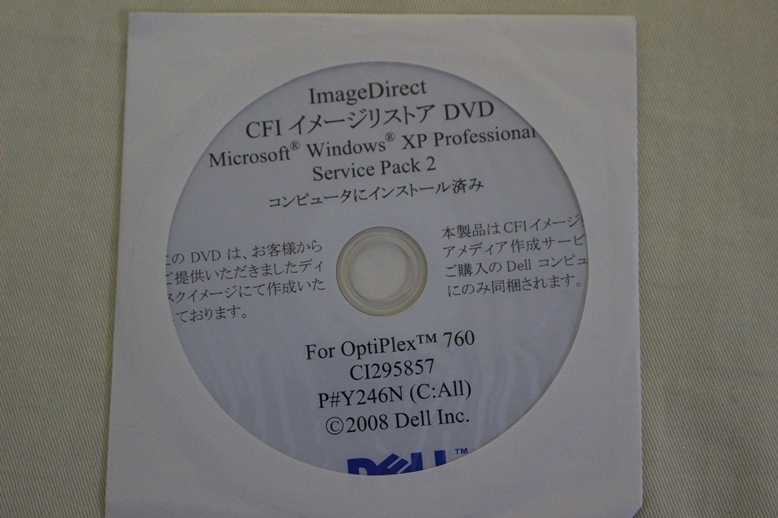 ImageDirect
CFI イメージリストア DVD
Microsoft® Windows® XP Professional
Service Pack 2
コンピュータにインストール済み
この DVD は、お客様から
ご提供いただきましたディ
スクイメージにて作成いた
しております。
本製品はCFIイメージ
アメディア作成サービ
ご購入の Dell コンピュ
にのみ同梱されます。
For OptiPlex™ 760
CI295857
P#Y246N (C:All)
©2008 Dell Inc.
DELL™